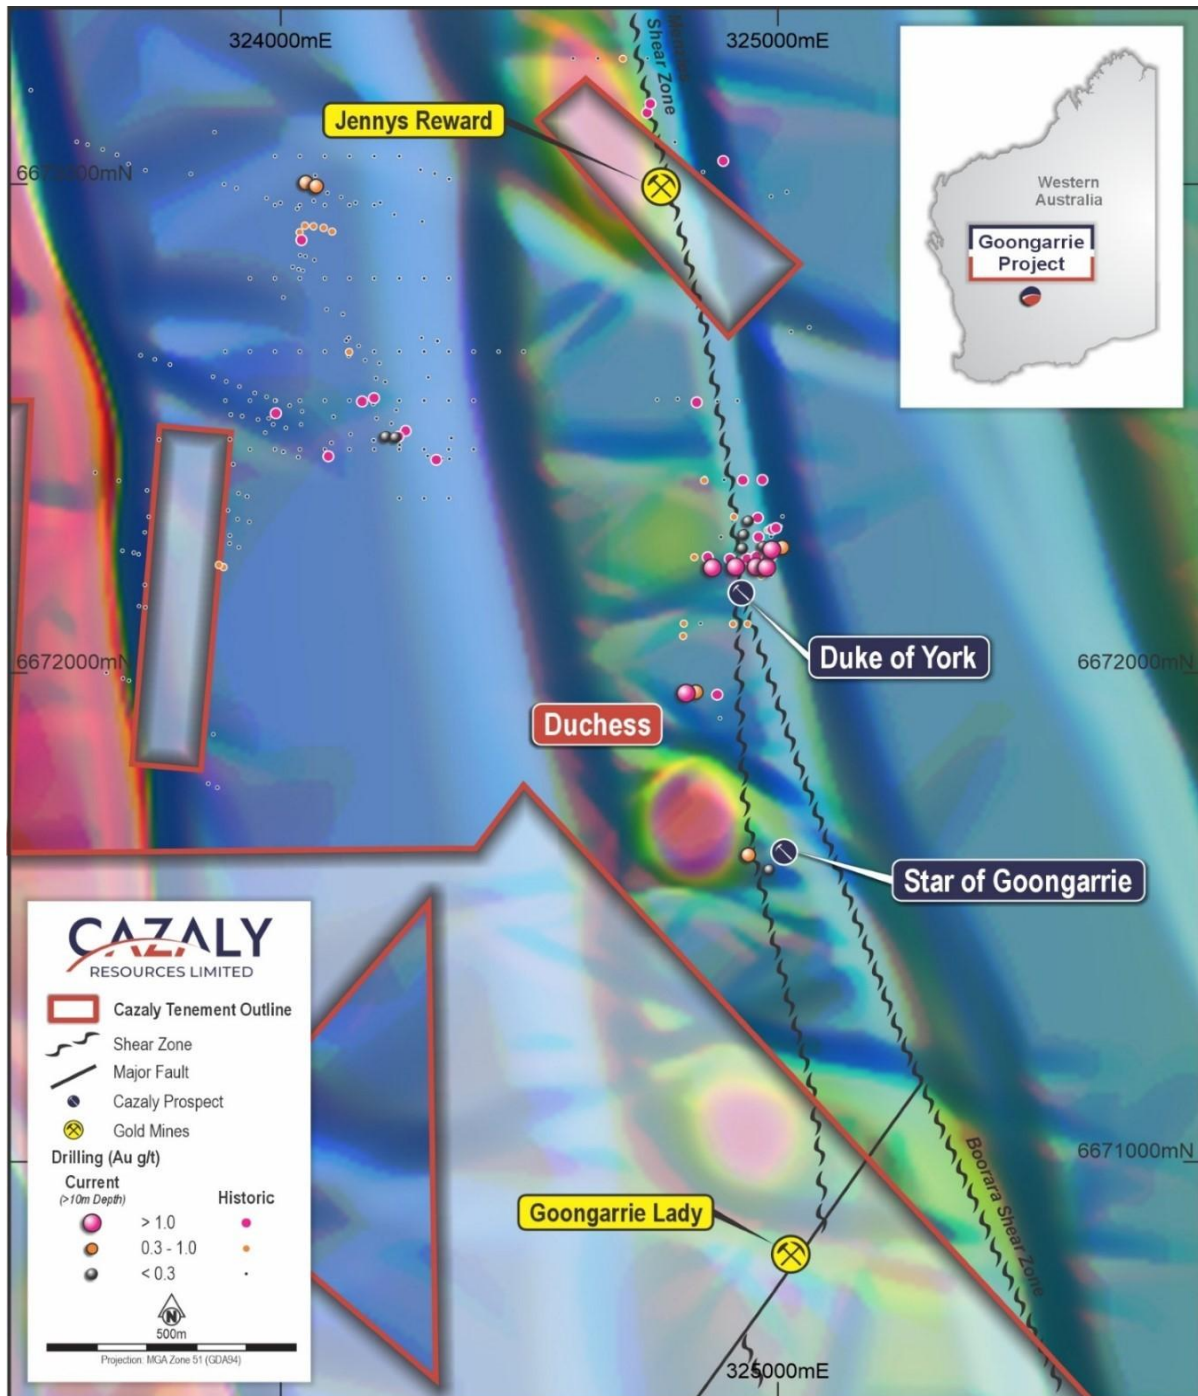 324000mE
325000mE
Shear Zone
Jennys Reward
mN
Western
Australia
Goongarrie
Project
Duke of York
6672000mN
6672000mN
Duchess
Star of Goongarrie
CAZALY
RESOURCES LIMITED
Cazaly Tenement Outline
Shear Zone
Major Fault
Cazaly Prospect
Gold Mines
Drilling (Au g/t)
Current
(>10m Depth)
Historic
> 1.0
0.3 - 1.0
< 0.3
N
500m
Projection: MGA Zone 51 (GDA94)
6671000mN
Boorara Shear Zone
Goongarrie Lady
325000mE